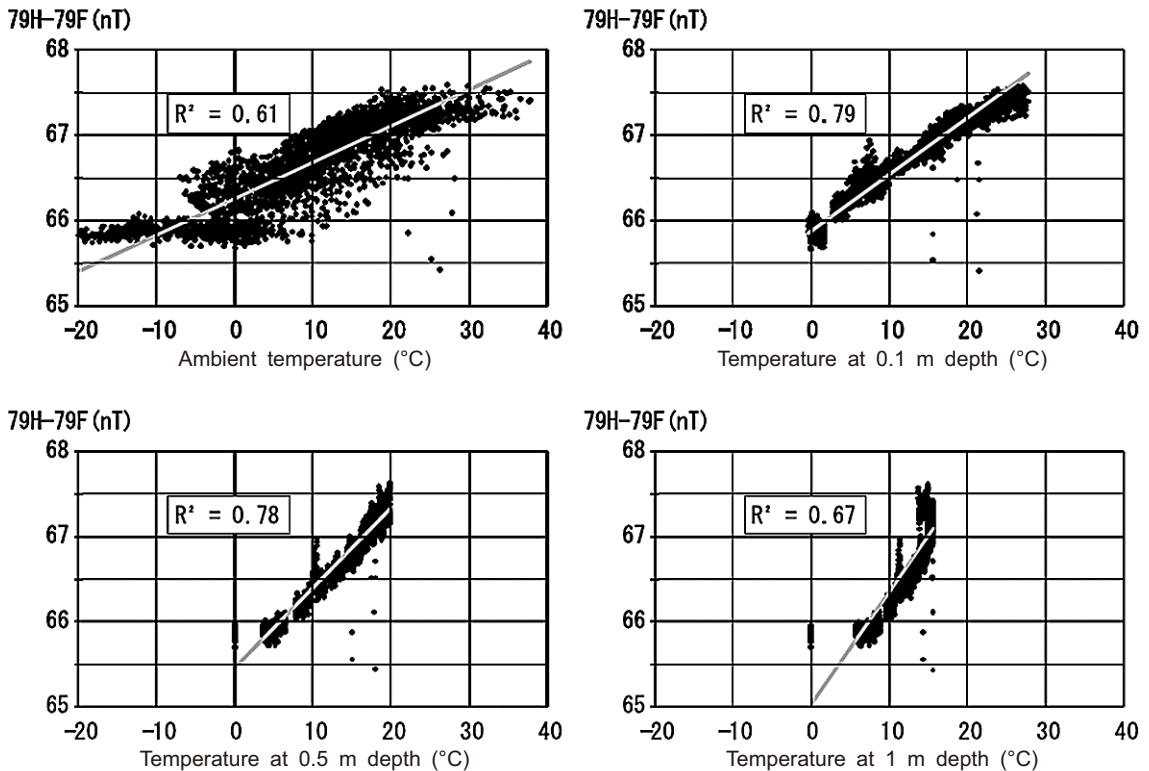 79H-79F(nT)
68
67
66
65
R² = 0.61
-20 -10 0 10 20 30 40
Ambient temperature (°C)
79H-79F(nT)
68
67
66
65
R² = 0.79
-20 -10 0 10 20 30 40
Temperature at 0.1 m depth (°C)
79H-79F(nT)
68
67
66
65
R² = 0.78
-20 -10 0 10 20 30 40
Temperature at 0.5 m depth (°C)
79H-79F(nT)
68
67
66
65
R² = 0.67
-20 -10 0 10 20 30 40
Temperature at 1 m depth (°C)